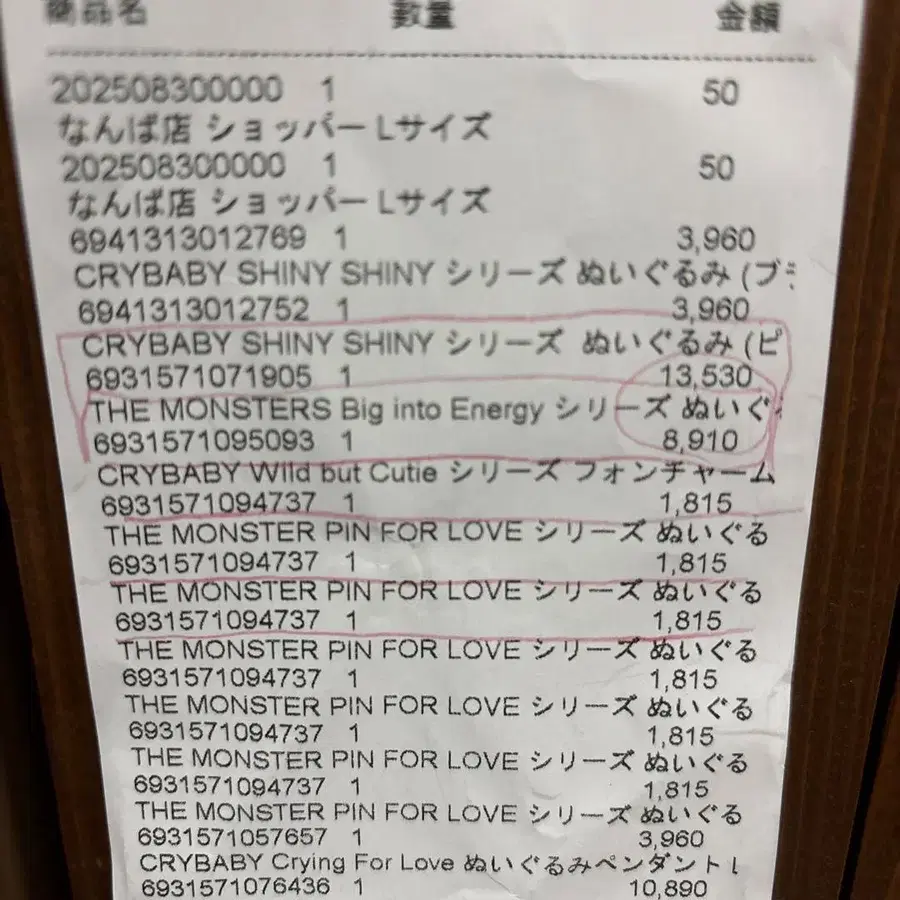 商品名 数量 金額
202508300000 1 50
なんば店 ショッパー Lサイズ
202508300000 1 50
なんば店 ショッパー Lサイズ
6941313012769 1 3,960
CRYBABY SHINY SHINY シリーズ ぬいぐるみ (ブ
6941313012752 1 3,960
CRYBABY SHINY SHINY シリーズ ぬいぐるみ (ピ
6931571071905 1 13,530
THE MONSTERS Big into Energy シリーズ ぬいぐ
6931571095093 1 8,910
CRYBABY Wild but Cutie シリーズ フォンチャーム
6931571094737 1 1,815
THE MONSTER PIN FOR LOVE シリーズ ぬいぐる
6931571094737 1 1,815
THE MONSTER PIN FOR LOVE シリーズ ぬいぐる
6931571094737 1 1,815
THE MONSTER PIN FOR LOVE シリーズ ぬいぐる
6931571094737 1 1,815
THE MONSTER PIN FOR LOVE シリーズ ぬいぐる
6931571094737 1 1,815
THE MONSTER PIN FOR LOVE シリーズ ぬいぐる
6931571094737 1 1,815
THE MONSTER PIN FOR LOVE シリーズ ぬいぐる
6931571057657 1 3,960
CRYBABY Crying For Love ぬいぐるみペンダント
6931571076436 1 10,890